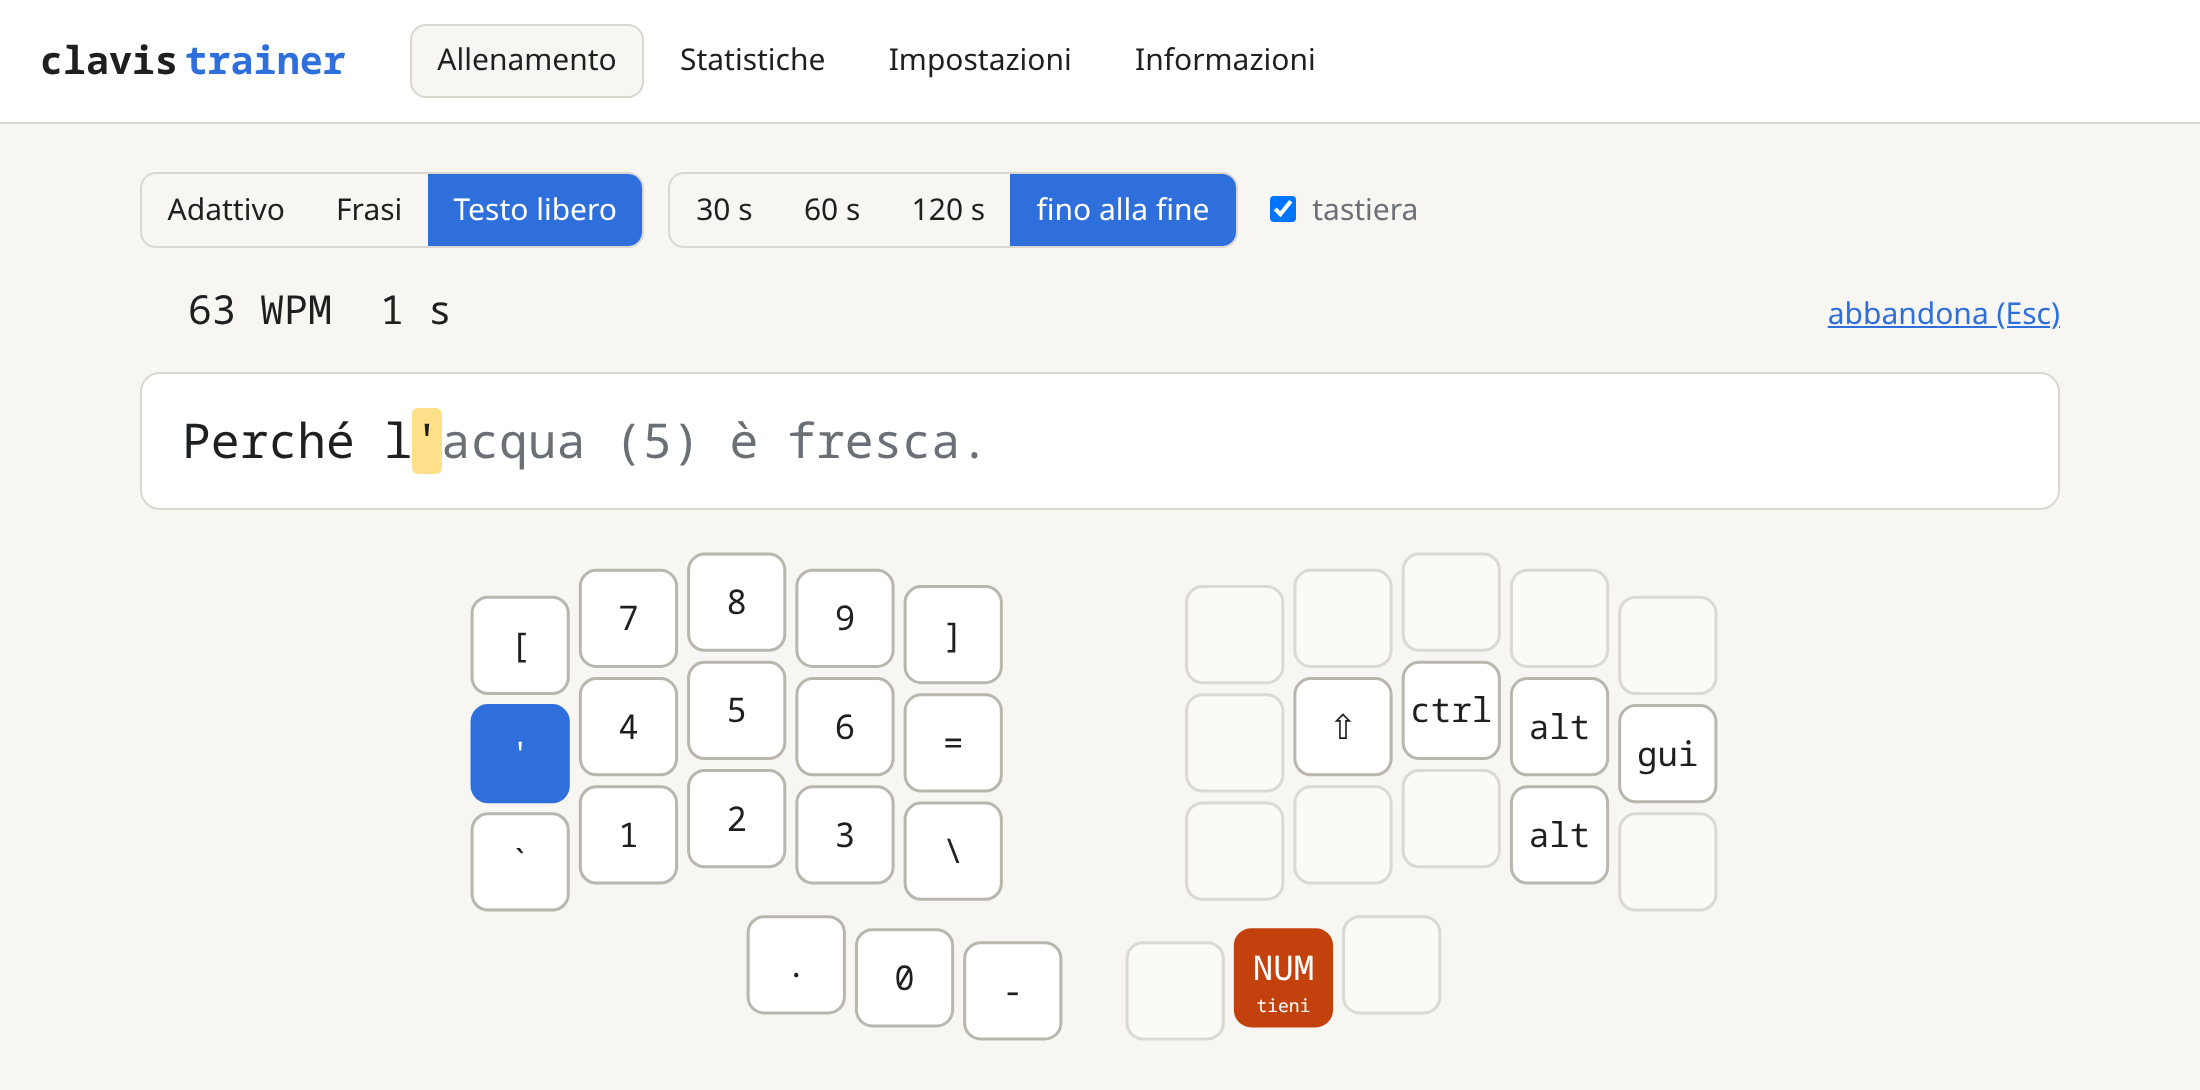 clavis trainer Allenamento Statistiche Impostazioni Informazioni
Adattivo Frasi Testo libero 30 s 60 s 120 s fino alla fine tastiera
63 WPM 1 s abbandona (Esc)
Perché l'acqua (5) è fresca.
[ 7 8 9 ]
' 4 5 6 = ⇧ ctrl alt gui
` 1 2 3 \ alt
. 0 - NUM
tieni